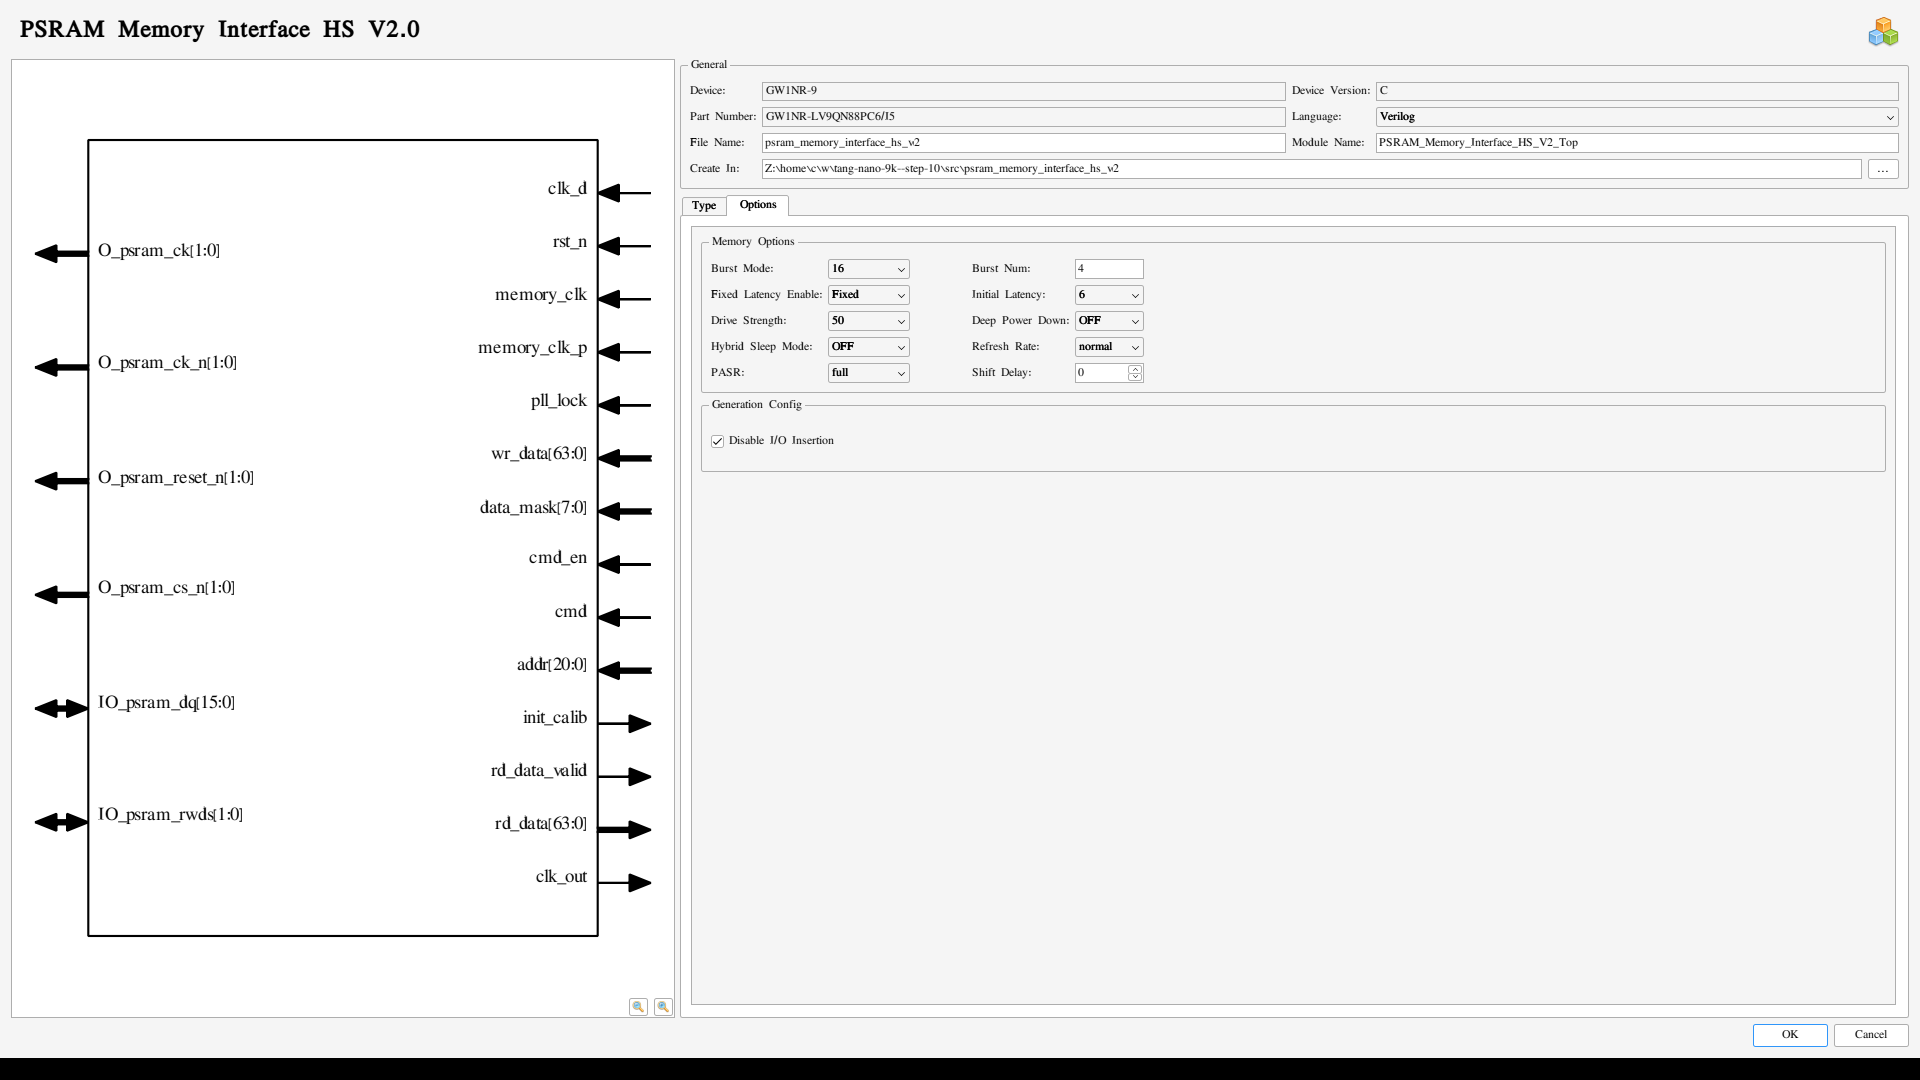 PSRAM Memory Interface HS V2.0
O_psram_ck[1:0]
O_psram_ck_n[1:0]
O_psram_reset_n[1:0]
O_psram_cs_n[1:0]
IO_psram_dq[15:0]
IO_psram_rwds[1:0]
clk_d
rst_n
memory_clk
memory_clk_p
pll_lock
wr_data[63:0]
data_mask[7:0]
cmd_en
cmd
addr[20:0]
init_calib
rd_data_valid
rd_data[63:0]
clk_out
General
Device: GW1NR-9 Device Version: C
Part Number: GW1NR-LV9QN88PC6/I5 Language: Verilog
File Name: psram_memory_interface_hs_v2 Module Name: PSRAM_Memory_Interface_HS_V2_Top
Create In: Z:\home\c\w\tang-nano-9k--step-10\src\psram_memory_interface_hs_v2 ...
Type Options
Memory Options
Burst Mode: 16 Burst Num: 4
Fixed Latency Enable: Fixed Initial Latency: 6
Drive Strength: 50 Deep Power Down: OFF
Hybrid Sleep Mode: OFF Refresh Rate: normal
PASR: full Shift Delay: 0
Generation Config
Disable I/O Insertion
OK Cancel